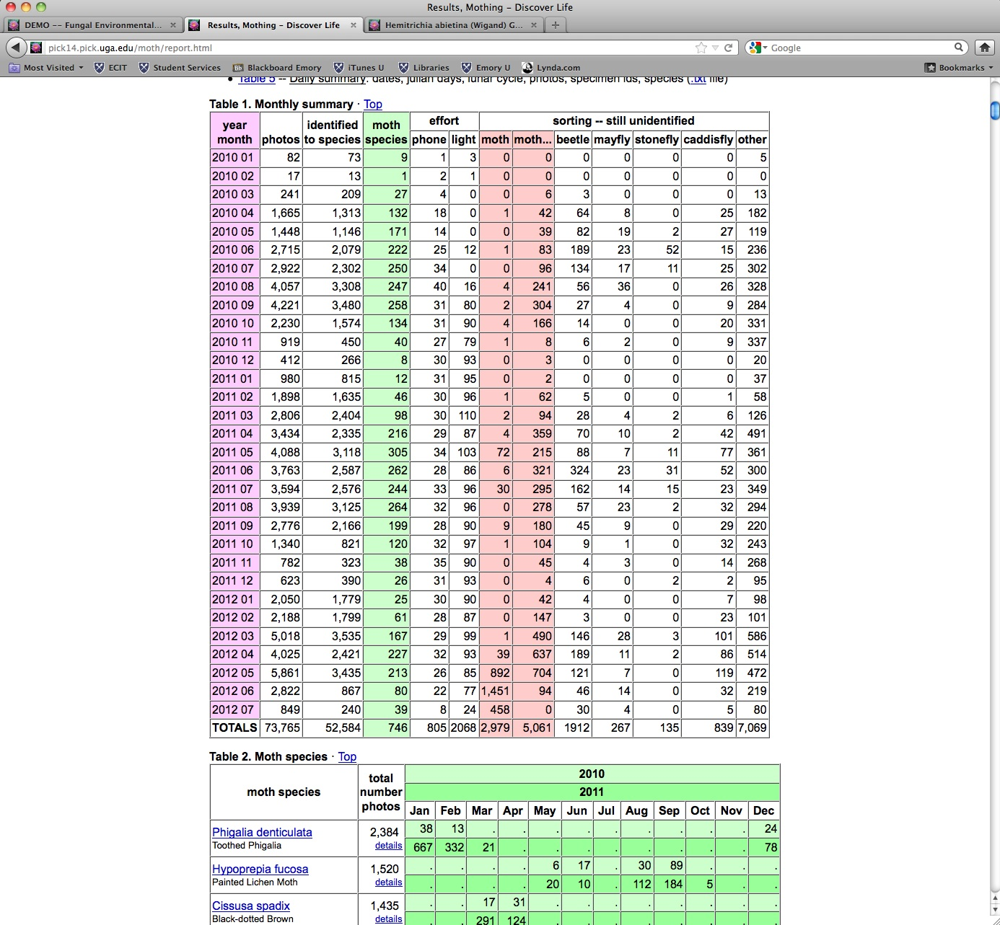 Results, Mothing – Discover Life
DEMO -- Fungal Environmental...
Results, Mothing – Discover Life
Hemitrichia abietina (Wigand) G...
pick14.pick.uga.edu/moth/report.html
Google
Most Visited
ECIT
Student Services
Bb Blackboard Emory
iTunes U
Libraries
Emory U
Lynda.com
Bookmarks
• Table 5 -- Daily summary: dates, julian days, lunar cycle, photos, specimen ids, species (.txt file)
Table 1. Monthly summary · Top
year month photos identified to species moth species effort sorting -- still unidentified
phone light moth moth... beetle mayfly stonefly caddisfly other
2010 01 82 73 9 1 3 0 0 0 0 0 0 5
2010 02 17 13 1 2 1 0 0 0 0 0 0 0
2010 03 241 209 27 4 0 0 6 3 0 0 0 13
2010 04 1,665 1,313 132 18 0 1 42 64 8 0 25 182
2010 05 1,448 1,146 171 14 0 0 39 82 19 2 27 119
2010 06 2,715 2,079 222 25 12 1 83 189 23 52 15 236
2010 07 2,922 2,302 250 34 0 0 96 134 17 11 25 302
2010 08 4,057 3,308 247 40 16 4 241 56 36 0 26 328
2010 09 4,221 3,480 258 31 80 2 304 27 4 0 9 284
2010 10 2,230 1,574 134 31 90 4 166 14 0 0 20 331
2010 11 919 450 40 27 79 1 8 6 2 0 9 337
2010 12 412 266 8 30 93 0 3 0 0 0 0 20
2011 01 980 815 12 31 95 0 2 0 0 0 0 37
2011 02 1,898 1,635 46 30 96 1 62 5 0 0 1 58
2011 03 2,806 2,404 98 30 110 2 94 28 4 2 6 126
2011 04 3,434 2,335 216 29 87 4 359 70 10 2 42 491
2011 05 4,088 3,118 305 34 103 72 215 88 7 11 77 361
2011 06 3,763 2,587 262 28 86 6 321 324 23 31 52 300
2011 07 3,594 2,576 244 33 96 30 295 162 14 15 23 349
2011 08 3,939 3,125 264 32 96 0 278 57 23 2 32 294
2011 09 2,776 2,166 199 28 90 9 180 45 9 0 29 220
2011 10 1,340 821 120 32 97 1 104 9 1 0 32 243
2011 11 782 323 38 35 90 0 45 4 3 0 14 268
2011 12 623 390 26 31 93 0 4 6 0 2 2 95
2012 01 2,050 1,779 25 30 90 0 42 4 0 0 7 98
2012 02 2,188 1,799 61 28 87 0 147 3 0 0 23 101
2012 03 5,018 3,535 167 29 99 1 490 146 28 3 101 586
2012 04 4,025 2,421 227 32 93 39 637 189 11 2 86 514
2012 05 5,861 3,435 213 26 85 892 704 121 7 0 119 472
2012 06 2,822 867 80 22 77 1,451 94 46 14 0 32 219
2012 07 849 240 39 8 24 458 0 30 4 0 5 80
TOTALS 73,765 52,584 746 805 2068 2,979 5,061 1912 267 135 839 7,069
Table 2. Moth species · Top
moth species total number photos 2010
2011
Jan Feb Mar Apr May Jun Jul Aug Sep Oct Nov Dec
Phigalia denticulata 2,384 38 13 . . . . . . . . . 24
Toothed Phigalia details 667 332 21 . . . . . . . . 78
Hypoprepia fucosa 1,520 . . . . 6 17 . 30 89 . . .
Painted Lichen Moth details . . . . 20 10 . 112 184 5 . .
Cissusa spadix 1,435 . . 17 31 . . . . . . . .
Black-dotted Brown details . . 291 124 . . . . . . . .